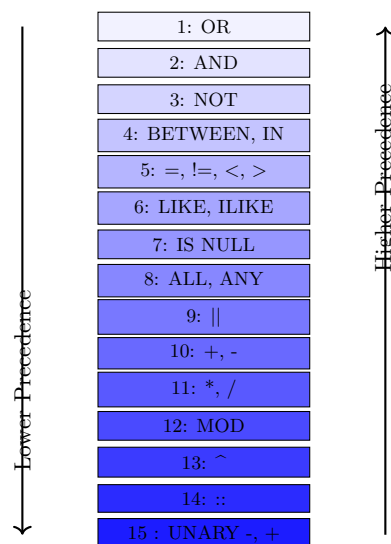 1: OR
2: AND
3: NOT
4: BETWEEN, IN
5: =, !=, <, >
6: LIKE, ILIKE
7: IS NULL
8: ALL, ANY
9: ||
10: +, -
11: *, /
12: MOD
13: ^
14: ::
15 : UNARY -, +
Lower Precedence
Higher Precedence